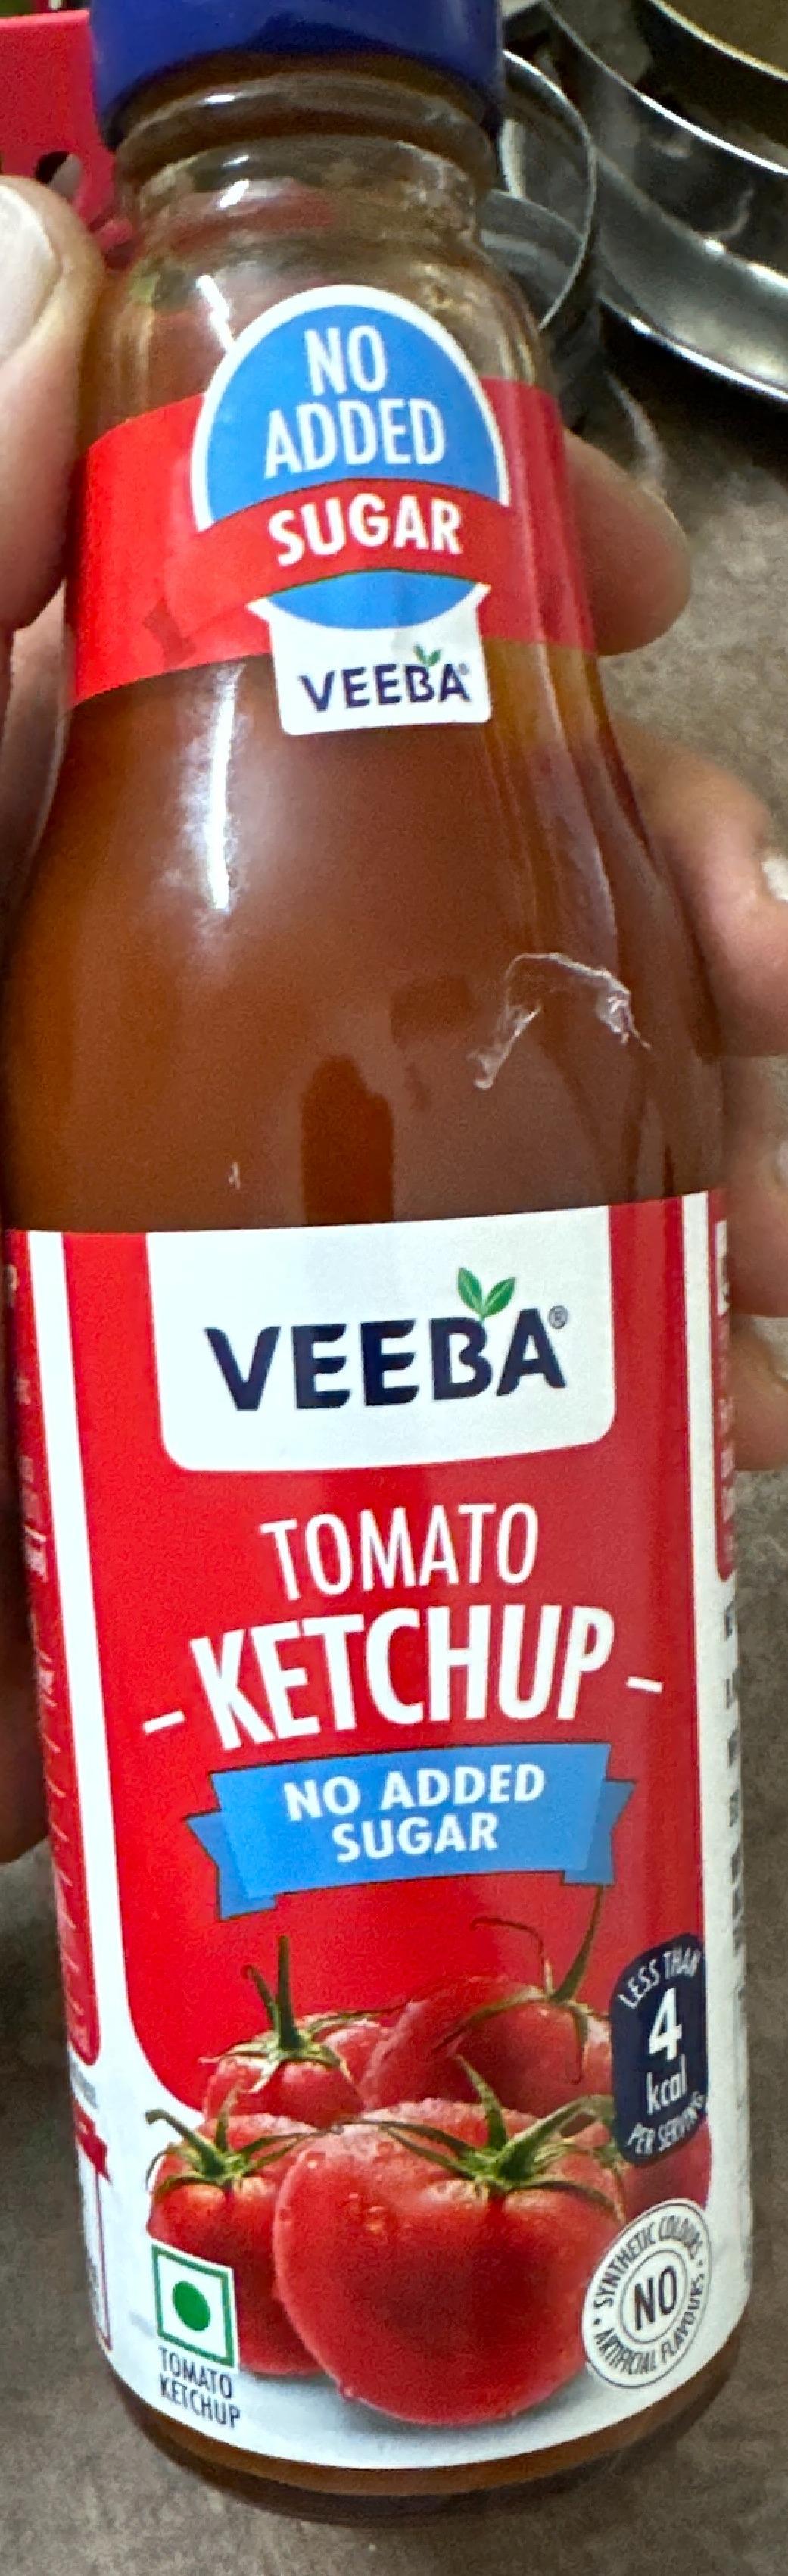 NO
ADDED
SUGAR
VEEBA®
VEEBA®
TOMATO
- KETCHUP -
NO ADDED
SUGAR
LESS THAN
4
kcal
PER SERVING
• SYNTHETIC COLOURS •
NO
ARTIFICIAL FLAVOURS
TOMATO
KETCHUP